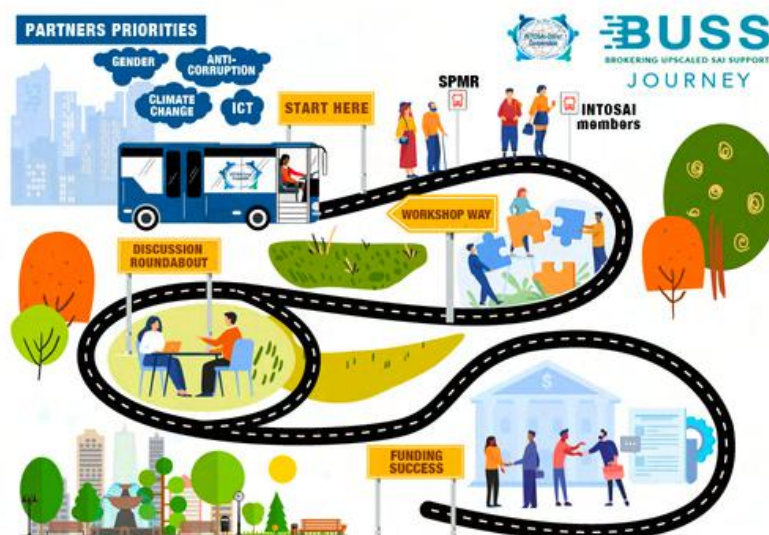 PARTNERS PRIORITIES
GENDER
ANTI-
CORRUPTION
CLIMATE
CHANGE
ICT
START HERE
SPMR
INTOSAI
members
BUSS
BROKERING UPSCALED SAI SUPPORT
JOURNEY
WORKSHOP WAY
DISCUSSION
ROUNDABOUT
$
FUNDING
SUCCESS